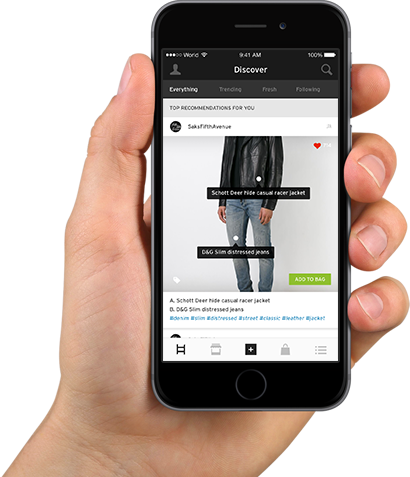 World 9:41 AM 100%
Discover
Everything Trending Fresh Following
TOP RECOMMENDATIONS FOR YOU
SaksFifthAvenue
Schott Deer hide casual racer jacket
D&G Slim distressed jeans
ADD TO BAG
A. Schott Deer hide casual racer jacket
B. D&G Slim distressed jeans
#denim #slim #distressed #street #classic #leather #jacket